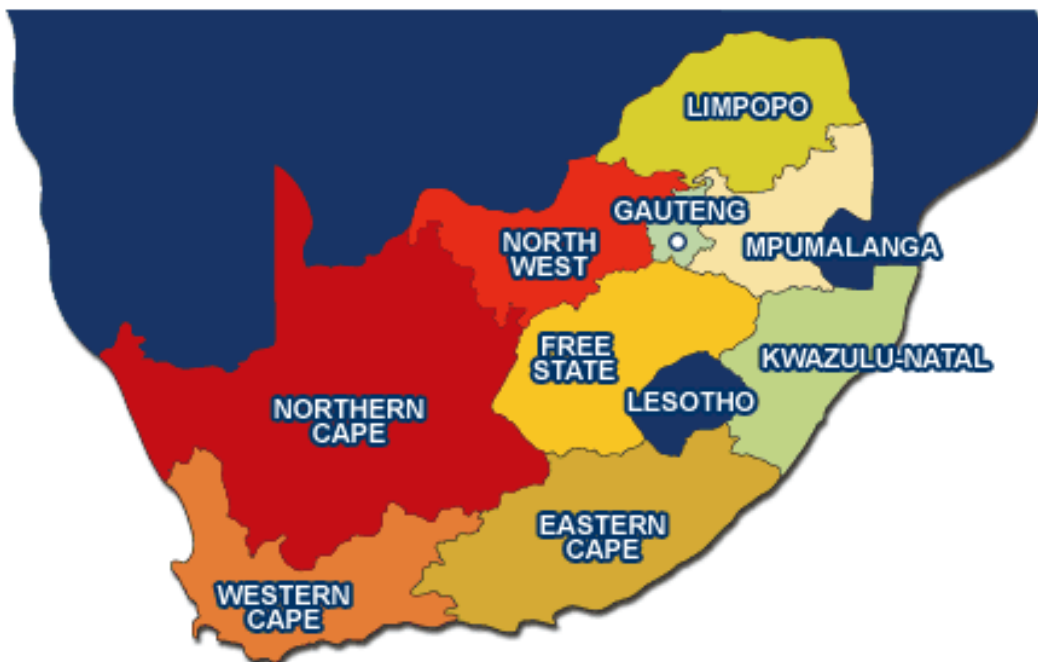 LIMPOPO
GAUTENG
NORTH
WEST
MPUMALANGA
FREE
STATE
KWAZULU-NATAL
LESOTHO
NORTHERN
CAPE
EASTERN
CAPE
WESTERN
CAPE